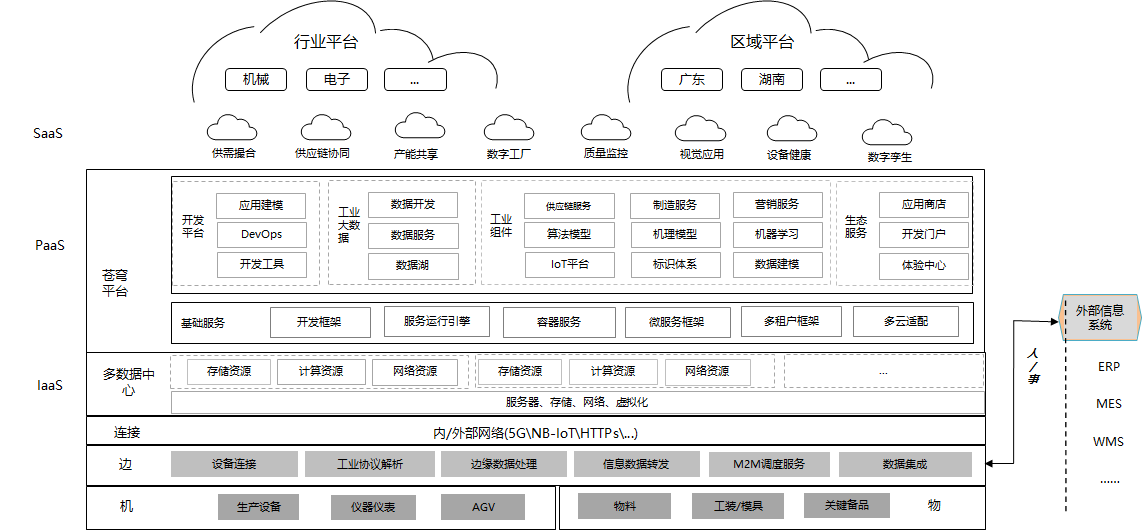 行业平台
机械
电子
...
区域平台
广东
湖南
...
SaaS
供需撮合
供应链协同
产能共享
数字工厂
质量监控
视觉应用
设备健康
数字孪生
PaaS
苍穹
平台
开发
平台
应用建模
DevOps
开发工具
工业
大数
据
数据开发
数据服务
数据湖
工业
组件
供应链服务
制造服务
营销服务
算法模型
机理模型
机器学习
IoT平台
标识体系
数据建模
生态
服务
应用商店
开发门户
体验中心
基础服务
开发框架
服务运行引擎
容器服务
微服务框架
多租户框架
多云适配
IaaS
多数据中
心
存储资源
计算资源
网络资源
存储资源
计算资源
网络资源
...
服务器、存储、网络、虚拟化
连接
内/外部网络(5G\NB-IoT\HTTPs\...)
边
设备连接
工业协议解析
边缘数据处理
信息数据转发
M2M调度服务
数据集成
机
生产设备
仪器仪表
AGV
物料
工装/模具
关键备品
物
人/单
外部信息
系统
ERP
MES
WMS
......